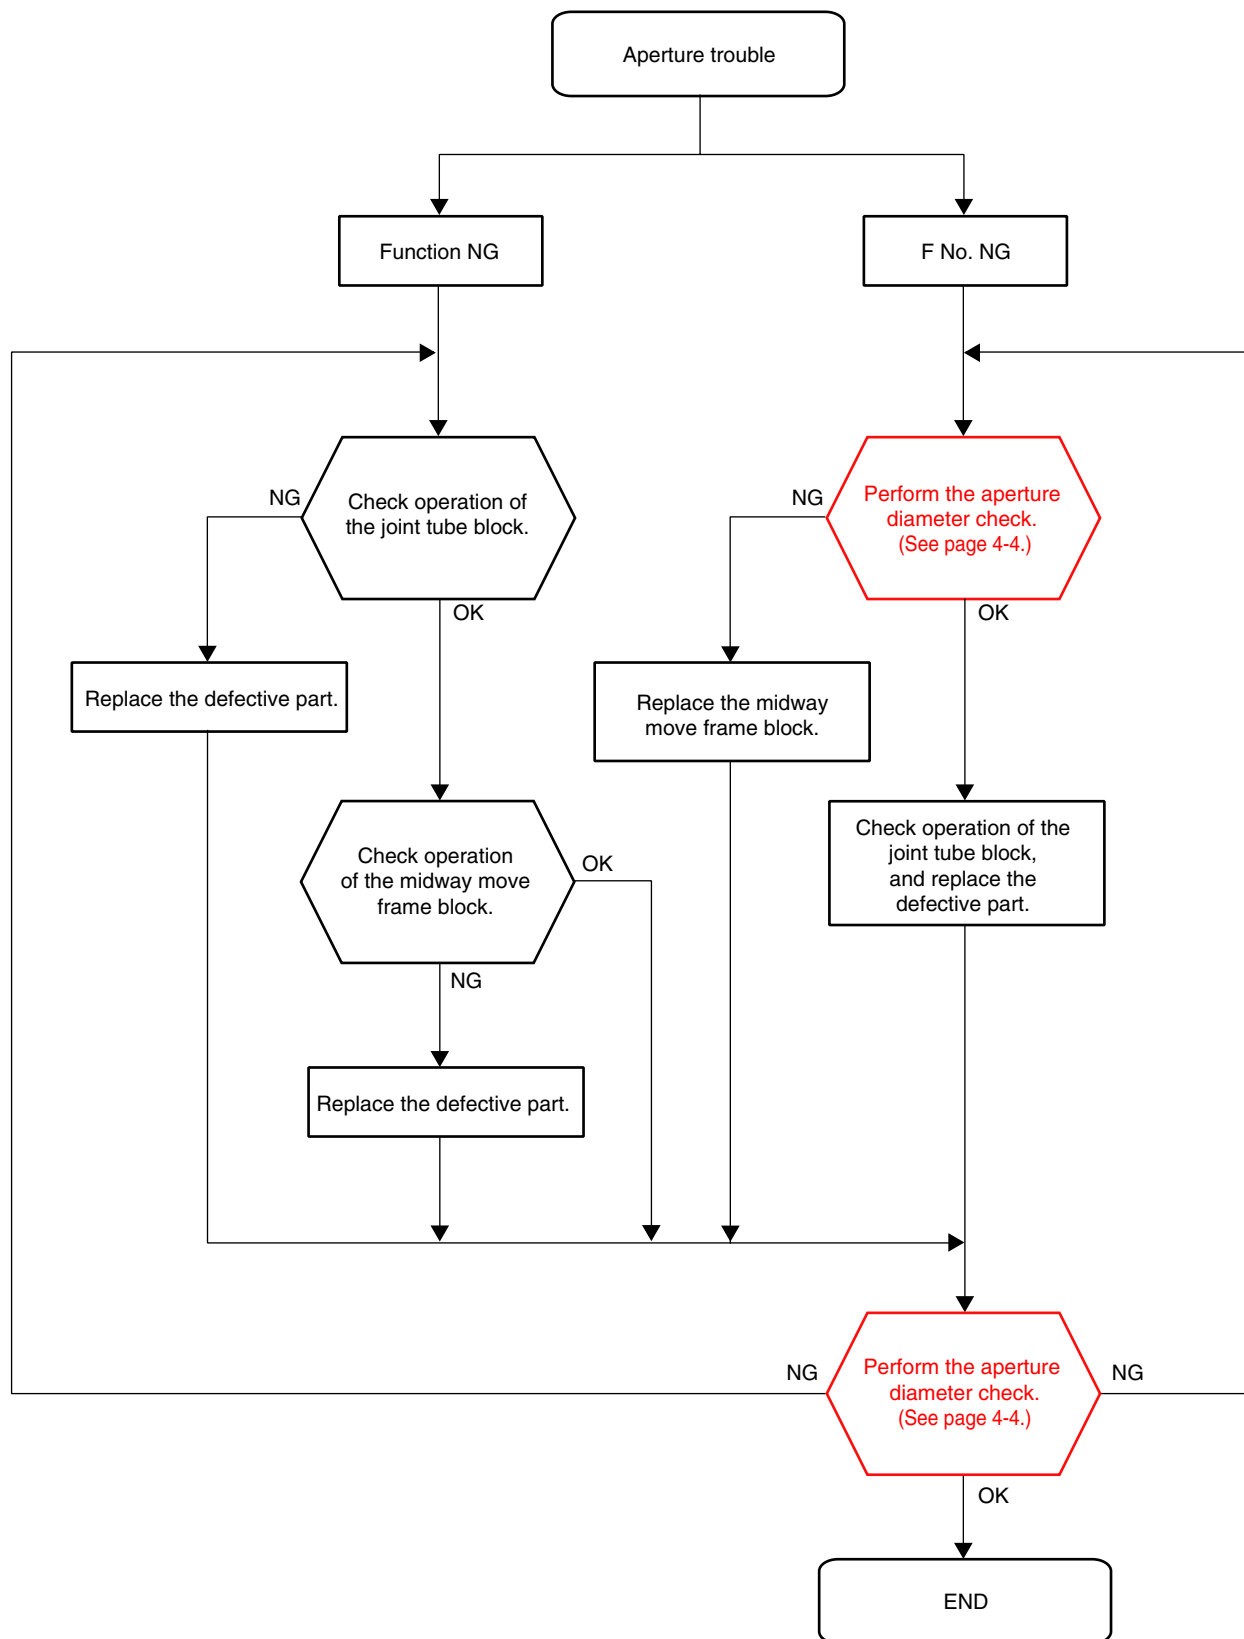 Aperture trouble
Function NG
F No. NG
NG
Check operation of
the joint tube block.
OK
NG
Perform the aperture
diameter check.
(See page 4-4.)
OK
Replace the defective part.
Replace the midway
move frame block.
Check operation
of the midway move
frame block.
OK
NG
Check operation of the
joint tube block,
and replace the
defective part.
Replace the defective part.
NG
Perform the aperture
diameter check.
(See page 4-4.)
NG
OK
END